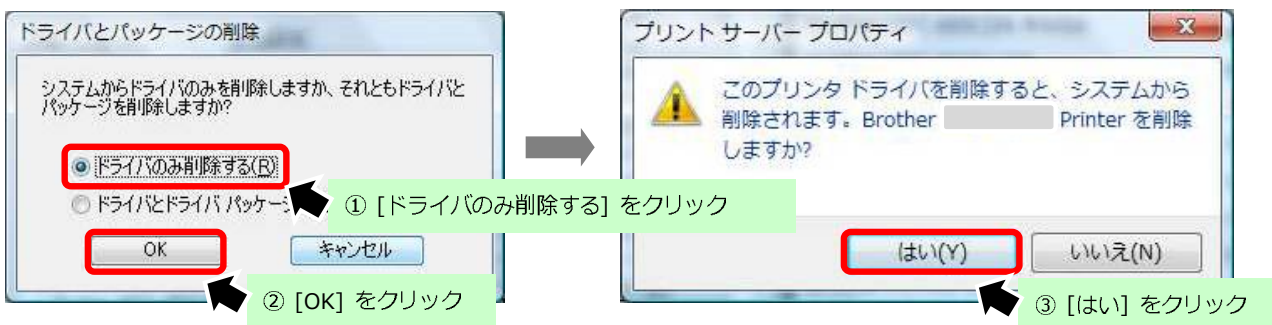 ドライバとパッケージの削除
システムからドライバのみを削除しますか、それともドライバと
パッケージを削除しますか?
ドライバのみ削除する(R)
ドライバとドライバ パッケージ
① [ドライバのみ削除する] をクリック
OK
キャンセル
② [OK] をクリック
プリント サーバー プロパティ
このプリンタ ドライバを削除すると、システムから
削除されます。Brother Printer を削除
しますか?
はい(Y)
いいえ(N)
③ [はい] をクリック